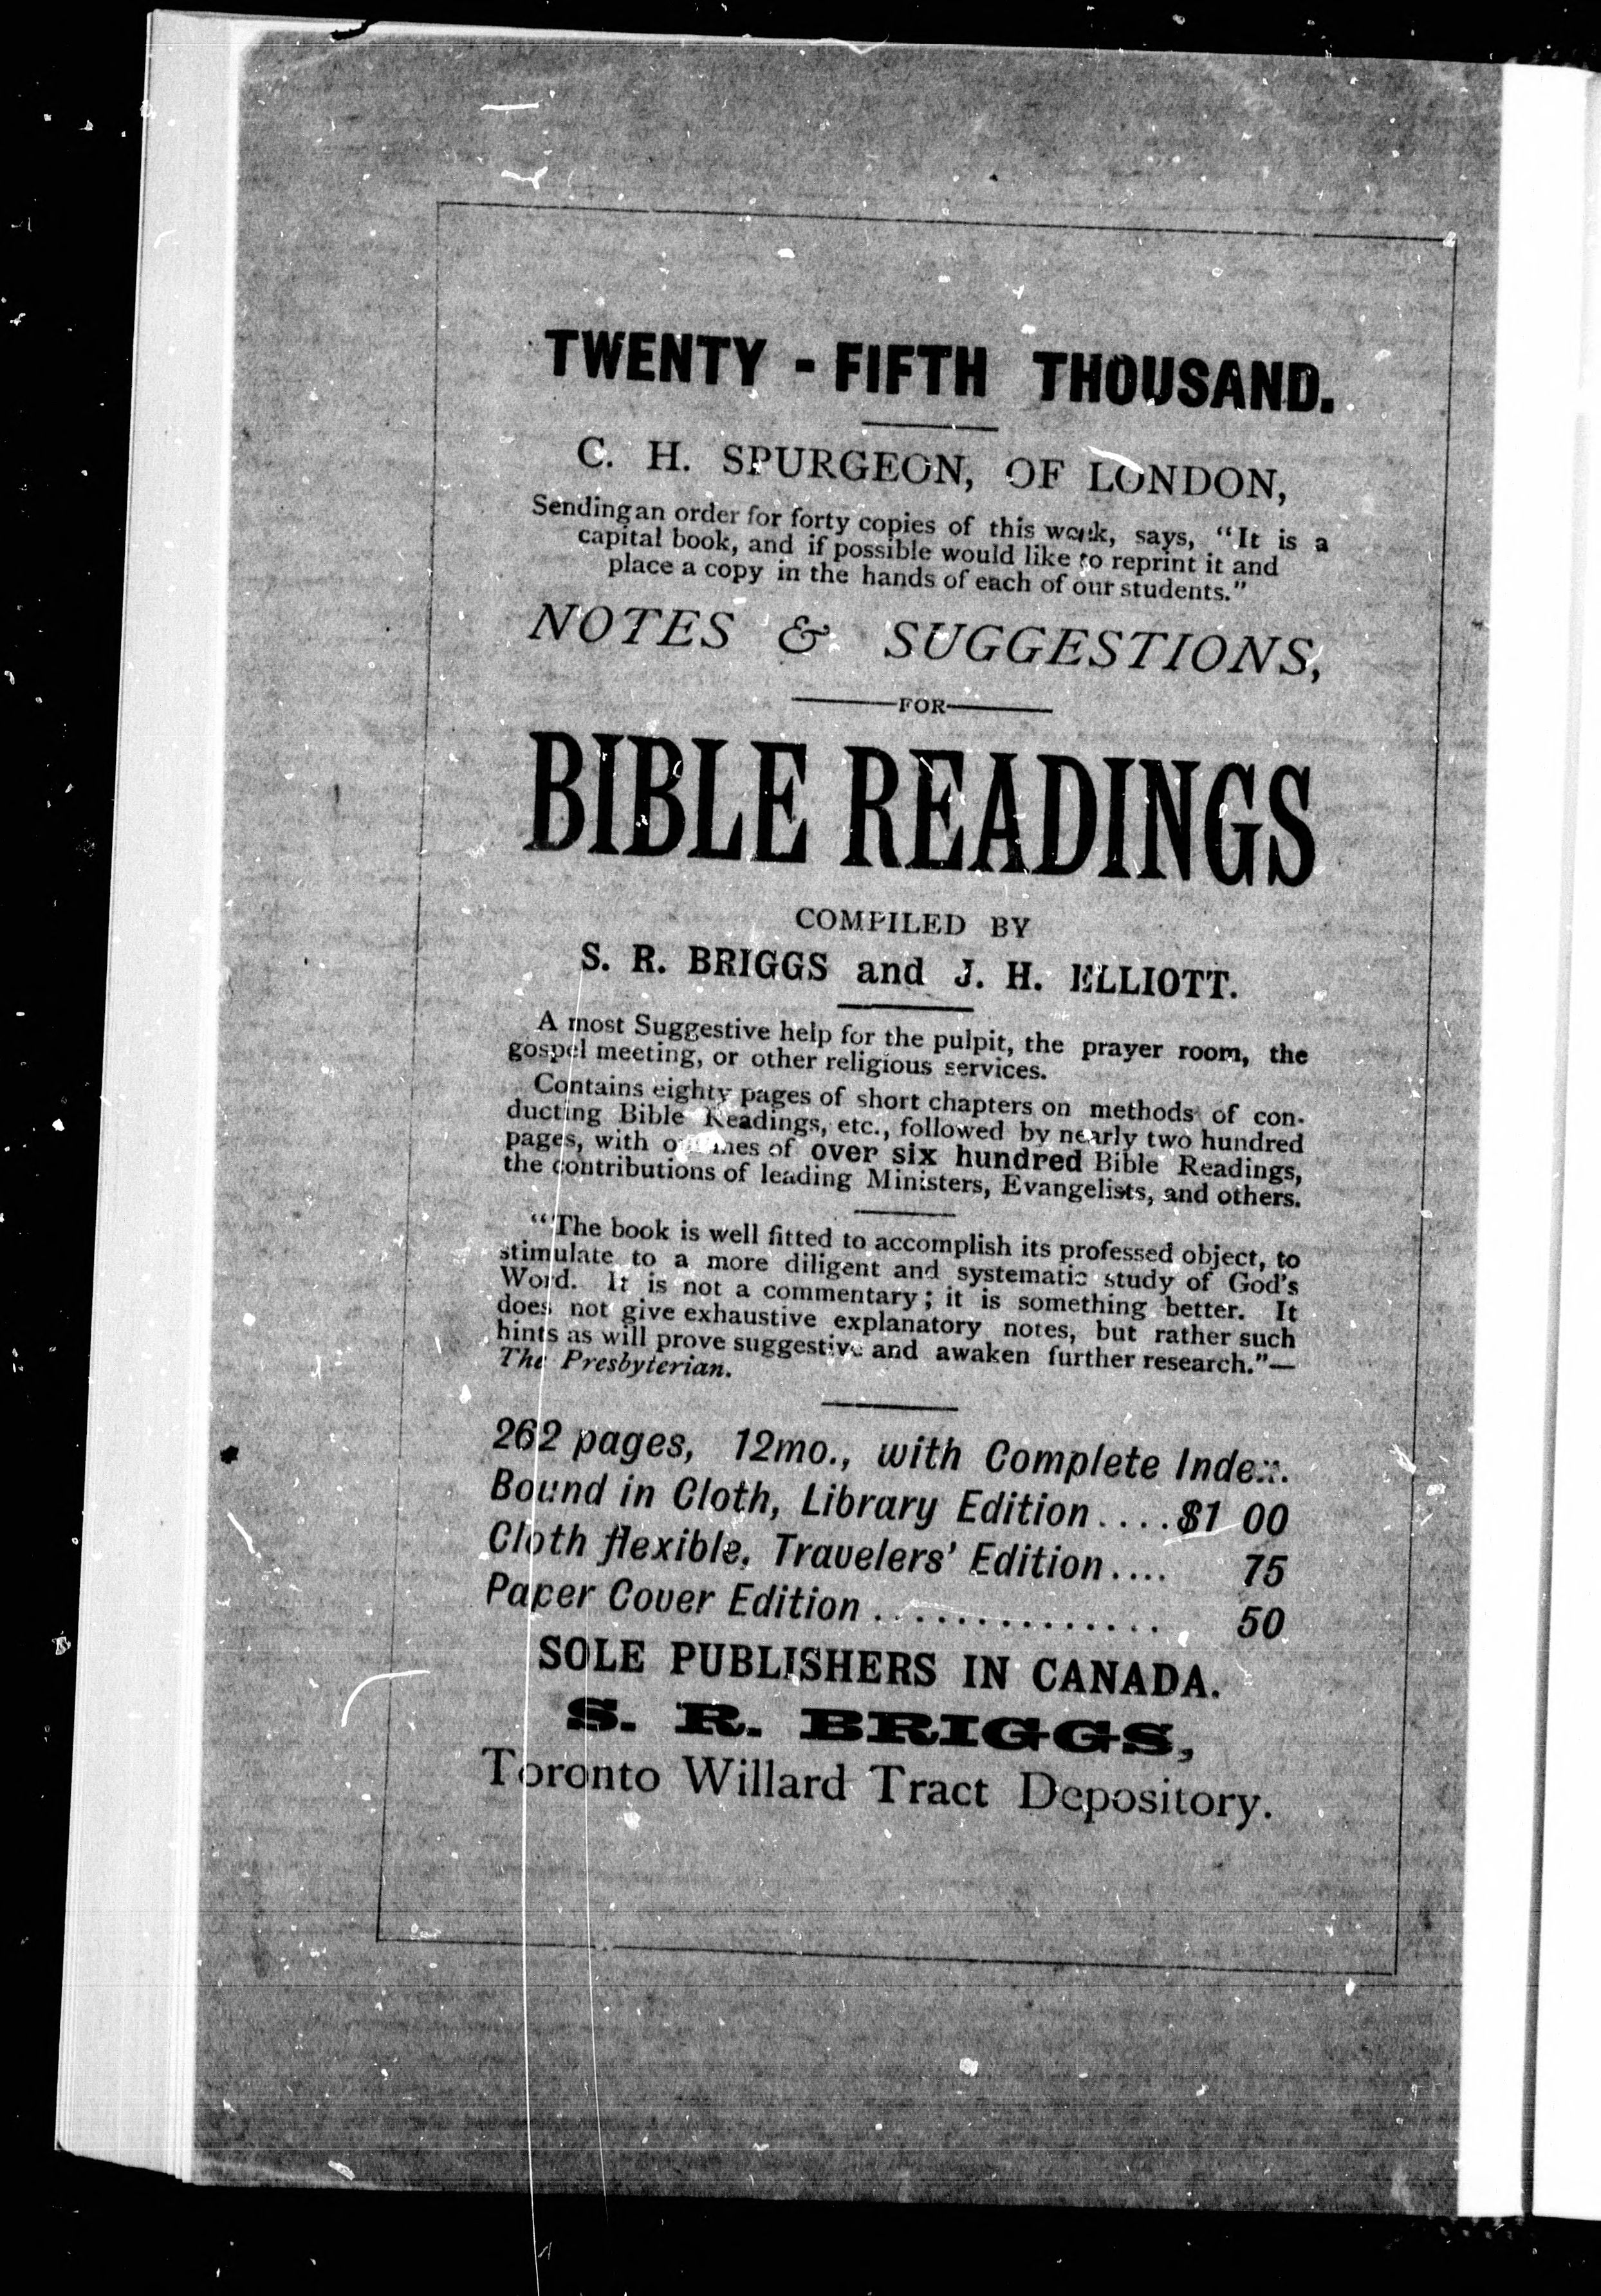 TWENTY - FIFTH THOUSAND.
C. H. SPURGEON, OF LONDON,
Sending an order for forty copies of this work, says, "It is a
capital book, and if possible would like to reprint it and
place a copy in the hands of each of our students."
NOTES & SUGGESTIONS,
FOR
BIBLE READINGS
COMPILED BY
S. R. BRIGGS and J. H. ELLIOTT.
A most Suggestive help for the pulpit, the prayer room, the
gospel meeting, or other religious services.
Contains eighty pages of short chapters on methods of con-
ducting Bible Readings, etc., followed by nearly two hundred
pages, with outlines of over six hundred Bible Readings,
the contributions of leading Ministers, Evangelists, and others.
"The book is well fitted to accomplish its professed object, to
stimulate to a more diligent and systematic study of God's
Word. It is not a commentary; it is something better. It
does not give exhaustive explanatory notes, but rather such
hints as will prove suggestive and awaken further research."—
The Presbyterian.
262 pages, 12mo., with Complete Index.
Bound in Cloth, Library Edition....$1 00
Cloth flexible, Travelers' Edition.... 75
Paper Cover Edition.............. 50
SOLE PUBLISHERS IN CANADA.
S. R. BRIGGS,
Toronto Willard Tract Depository.